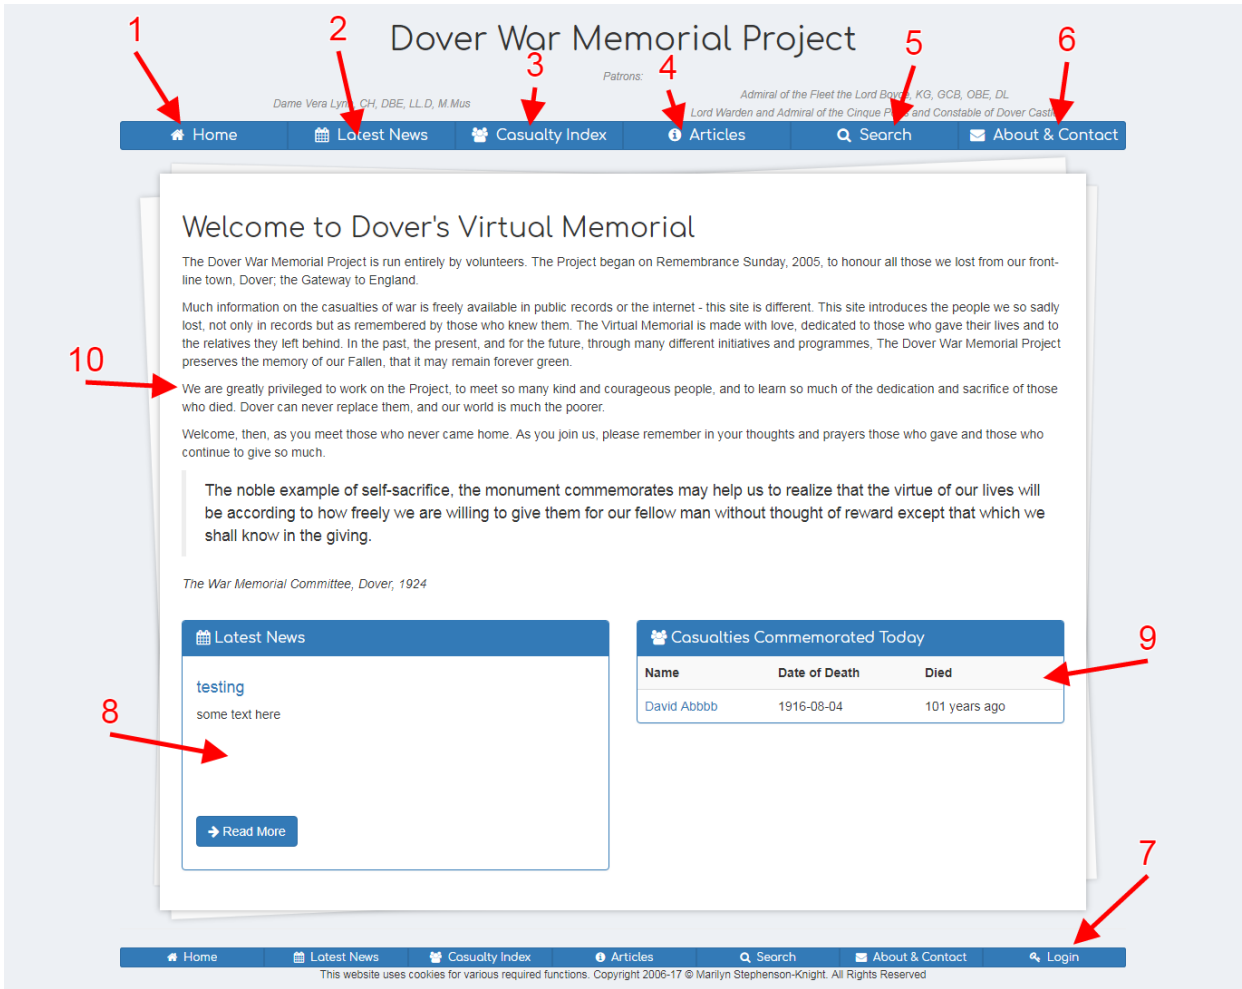 1
2
3
4
5
6
Dover War Memorial Project
Patrons:
Dame Vera Lynn, CH, DBE, LL.D, M.Mus
Admiral of the Fleet the Lord Boyce, KG, GCB, OBE, DL
Lord Warden and Admiral of the Cinque Ports and Constable of Dover Castle
Home Latest News Casualty Index Articles Search About & Contact
Welcome to Dover's Virtual Memorial
The Dover War Memorial Project is run entirely by volunteers. The Project began on Remembrance Sunday, 2005, to honour all those we lost from our front-
line town, Dover; the Gateway to England.
Much information on the casualties of war is freely available in public records or the internet - this site is different. This site introduces the people we so sadly
lost, not only in records but as remembered by those who knew them. The Virtual Memorial is made with love, dedicated to those who gave their lives and to
the relatives they left behind. In the past, the present, and for the future, through many different initiatives and programmes, The Dover War Memorial Project
preserves the memory of our Fallen, that it may remain forever green.
10
We are greatly privileged to work on the Project, to meet so many kind and courageous people, and to learn so much of the dedication and sacrifice of those
who died. Dover can never replace them, and our world is much the poorer.
Welcome, then, as you meet those who never came home. As you join us, please remember in your thoughts and prayers those who gave and those who
continue to give so much.
The noble example of self-sacrifice, the monument commemorates may help us to realize that the virtue of our lives will
be according to how freely we are willing to give them for our fellow man without thought of reward except that which we
shall know in the giving.
The War Memorial Committee, Dover, 1924
Latest News
testing
some text here
8
Read More
Casualties Commemorated Today
9
Name Date of Death Died
David Abbbb 1916-08-04 101 years ago
7
Home Latest News Casualty Index Articles Search About & Contact Login
This website uses cookies for various required functions. Copyright 2006-17 © Marilyn Stephenson-Knight. All Rights Reserved